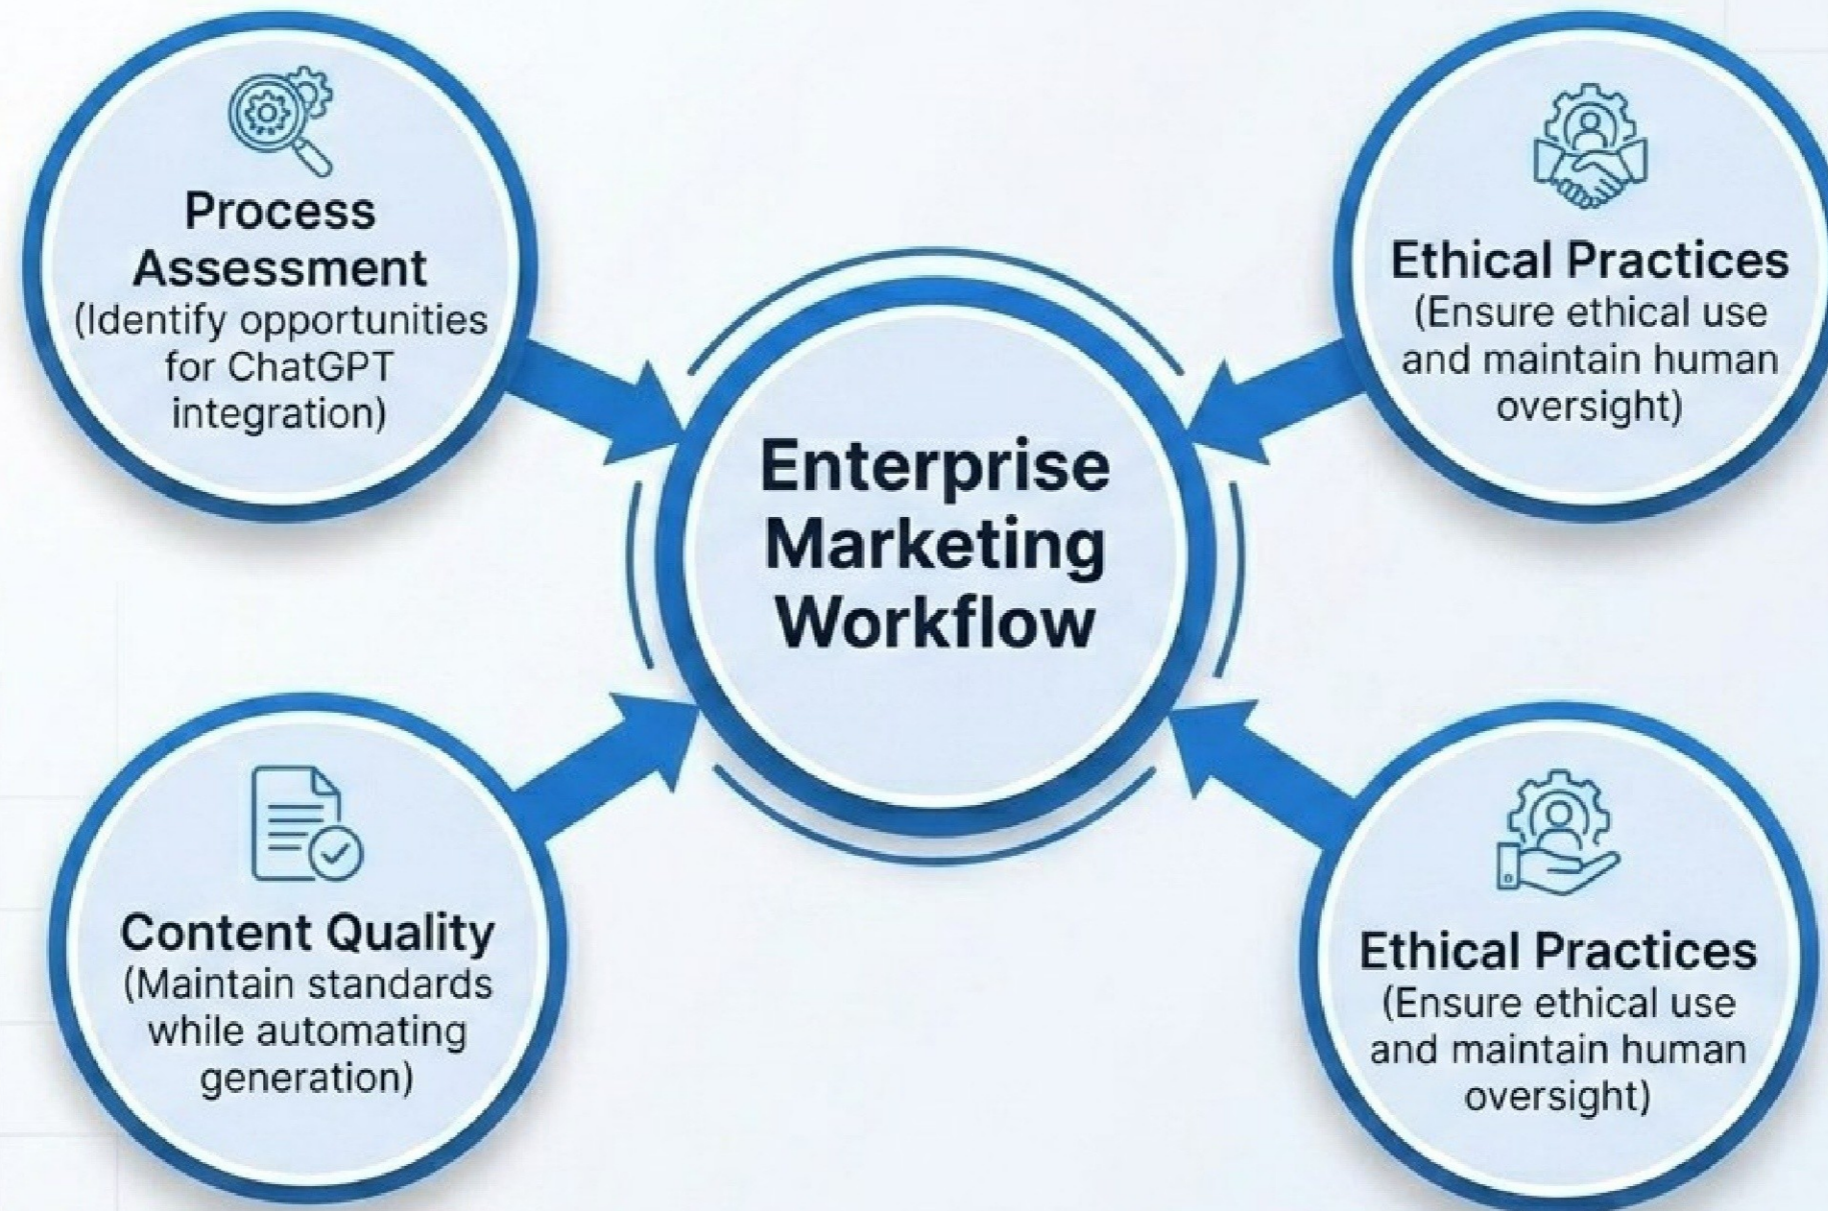 Process
Assessment
(Identify opportunities
for ChatGPT
integration)
Ethical Practices
(Ensure ethical use
and maintain human
oversight)
Enterprise
Marketing
Workflow
Content Quality
(Maintain standards
while automating
generation)
Ethical Practices
(Ensure ethical use
and maintain human
oversight)